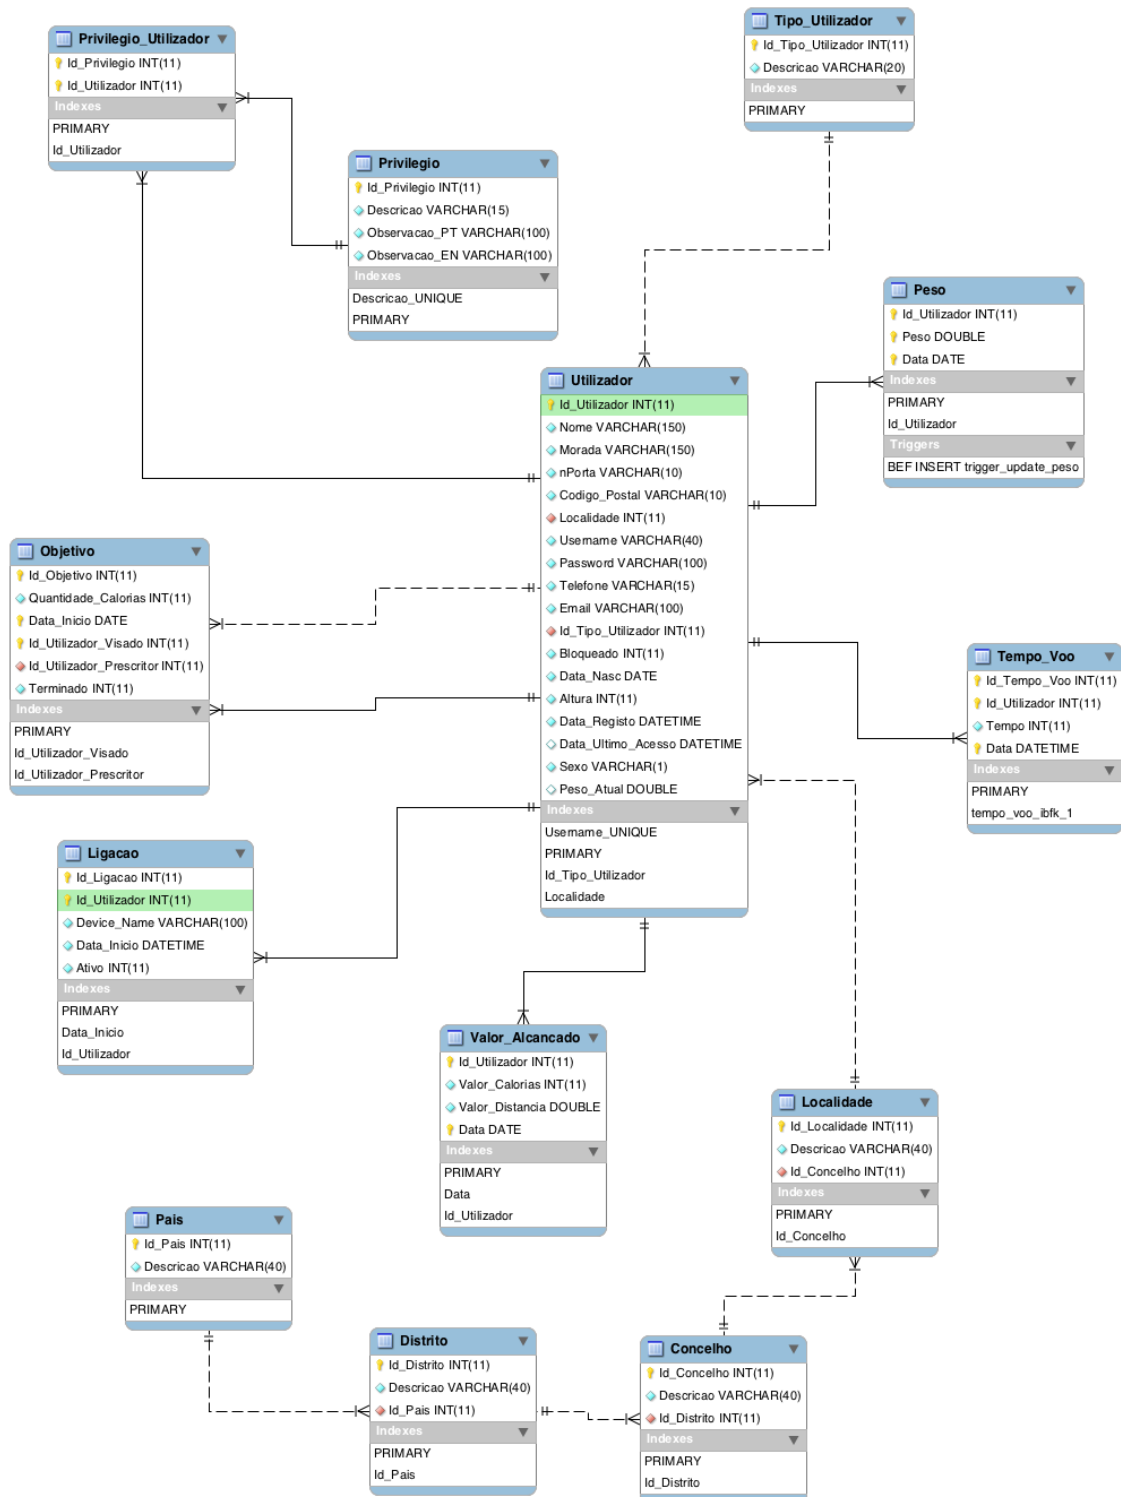 Privilegio_Utilizador
Id_Privilegio INT(11)
Id_Utilizador INT(11)
Indexes
PRIMARY
Id_Utilizador
Tipo_Utilizador
Id_Tipo_Utilizador INT(11)
Descricao VARCHAR(20)
Indexes
PRIMARY
Privilegio
Id_Privilegio INT(11)
Descricao VARCHAR(15)
Observacao_PT VARCHAR(100)
Observacao_EN VARCHAR(100)
Indexes
Descricao_UNIQUE
PRIMARY
Peso
Id_Utilizador INT(11)
Peso DOUBLE
Data DATE
Indexes
PRIMARY
Id_Utilizador
Triggers
BEF INSERT trigger_update_peso
Utilizador
Id_Utilizador INT(11)
Nome VARCHAR(150)
Morada VARCHAR(150)
nPorta VARCHAR(10)
Codigo_Postal VARCHAR(10)
Localidade INT(11)
Username VARCHAR(40)
Password VARCHAR(100)
Telefone VARCHAR(15)
Email VARCHAR(100)
Id_Tipo_Utilizador INT(11)
Bloqueado INT(11)
Data_Nasc DATE
Altura INT(11)
Data_Registo DATETIME
Data_Ultimo_Acesso DATETIME
Sexo VARCHAR(1)
Peso_Atual DOUBLE
Indexes
Username_UNIQUE
PRIMARY
Id_Tipo_Utilizador
Localidade
Objetivo
Id_Objetivo INT(11)
Quantidade_Calorias INT(11)
Data_Inicio DATE
Id_Utilizador_Visado INT(11)
Id_Utilizador_Prescritor INT(11)
Terminado INT(11)
Indexes
PRIMARY
Id_Utilizador_Visado
Id_Utilizador_Prescritor
Tempo_Voo
Id_Tempo_Voo INT(11)
Id_Utilizador INT(11)
Tempo INT(11)
Data DATETIME
Indexes
PRIMARY
tempo_voo_ibfk_1
Ligacao
Id_Ligacao INT(11)
Id_Utilizador INT(11)
Device_Name VARCHAR(100)
Data_Inicio DATETIME
Ativo INT(11)
Indexes
PRIMARY
Data_Inicio
Id_Utilizador
Valor_Alcancado
Id_Utilizador INT(11)
Valor_Calorias INT(11)
Valor_Distancia DOUBLE
Data DATE
Indexes
PRIMARY
Data
Id_Utilizador
Localidade
Id_Localidade INT(11)
Descricao VARCHAR(40)
Id_Concelho INT(11)
Indexes
PRIMARY
Id_Concelho
Pais
Id_Pais INT(11)
Descricao VARCHAR(40)
Indexes
PRIMARY
Distrito
Id_Distrito INT(11)
Descricao VARCHAR(40)
Id_Pais INT(11)
Indexes
PRIMARY
Id_Pais
Concelho
Id_Concelho INT(11)
Descricao VARCHAR(40)
Id_Distrito INT(11)
Indexes
PRIMARY
Id_Distrito